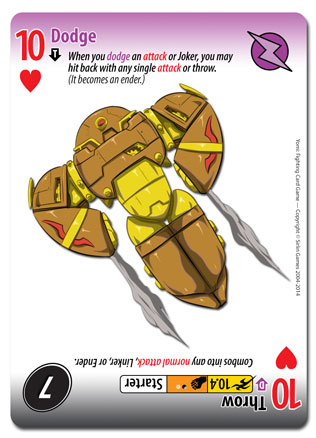 10 Dodge
When you dodge an attack or Joker, you may
hit back with any single attack or throw.
(It becomes an ender.)
Yomi: Fighting Card Game — Copyright © Sirlin Games 2004-2014
10 Throw
10.4 Starter
Combos into any normal attack, Linker, or Ender.
7